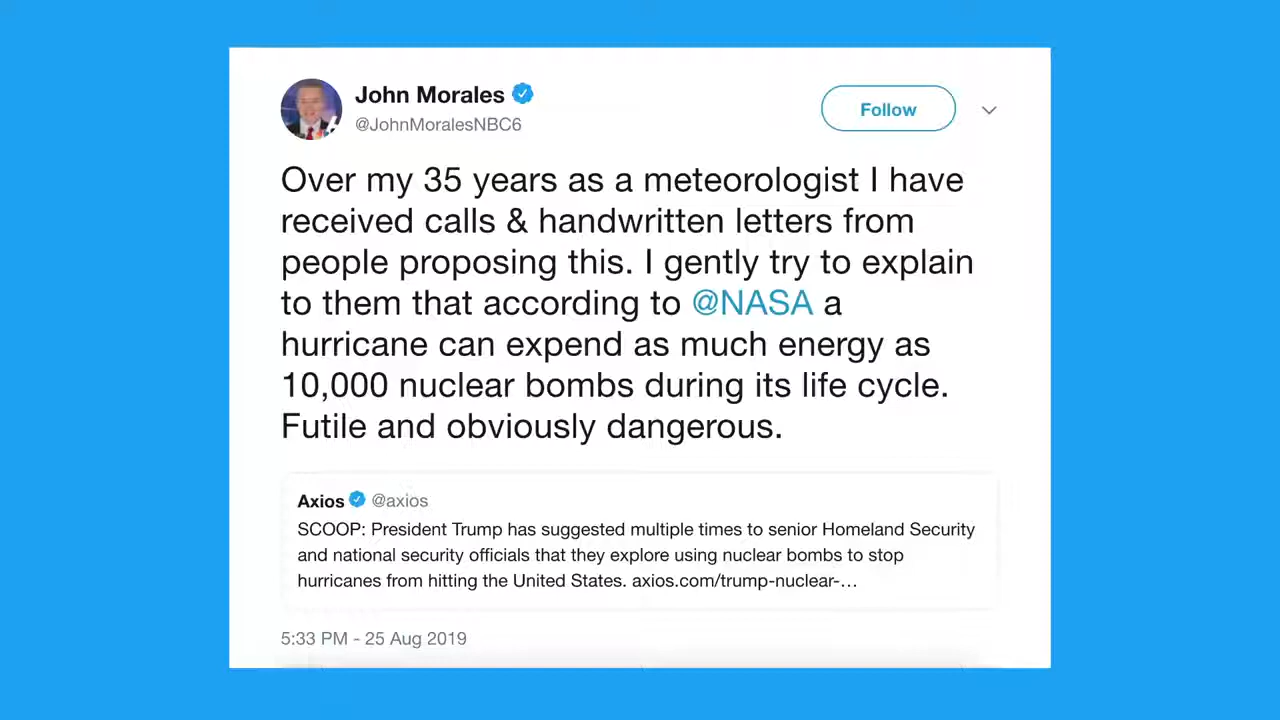 John Morales
@JohnMoralesNBC6
Follow
Over my 35 years as a meteorologist I have
received calls & handwritten letters from
people proposing this. I gently try to explain
to them that according to @NASA a
hurricane can expend as much energy as
10,000 nuclear bombs during its life cycle.
Futile and obviously dangerous.
Axios @axios
SCOOP: President Trump has suggested multiple times to senior Homeland Security
and national security officials that they explore using nuclear bombs to stop
hurricanes from hitting the United States. axios.com/trump-nuclear-…
5:33 PM - 25 Aug 2019